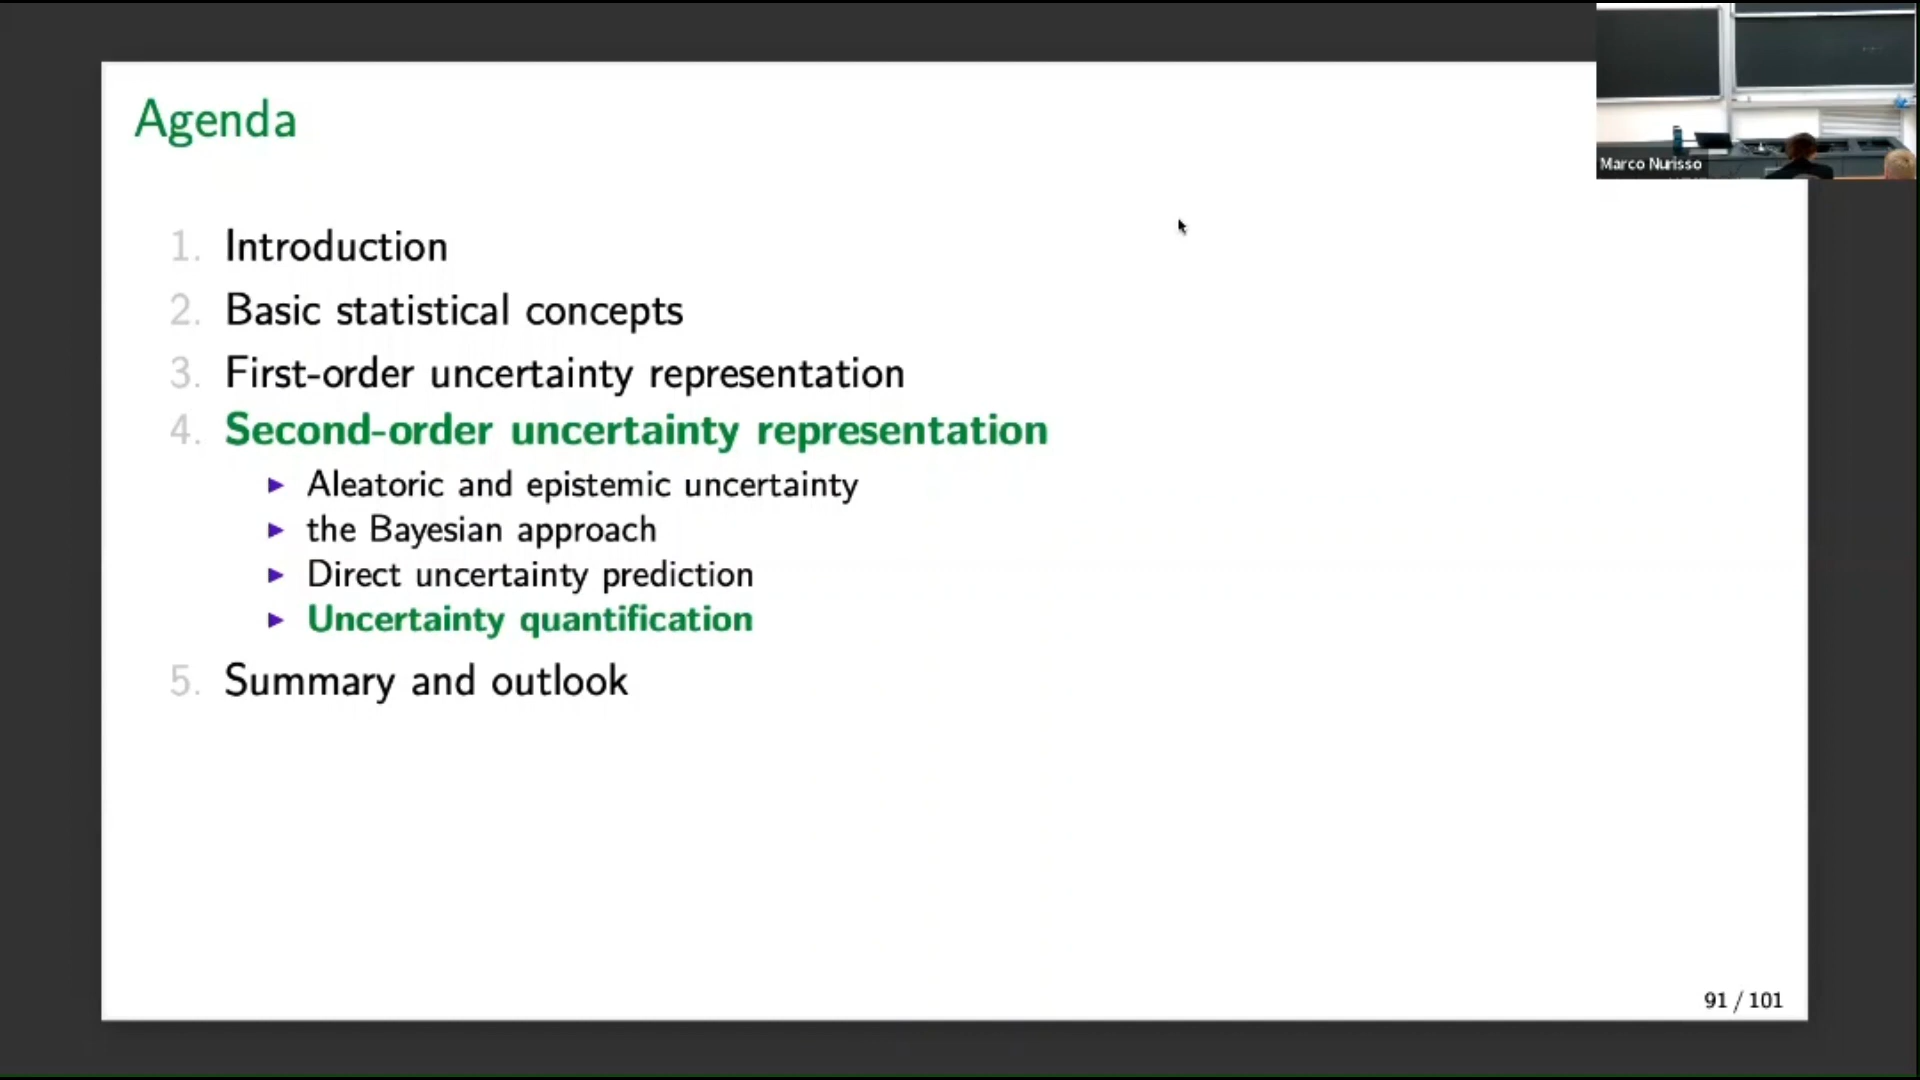 Agenda
1. Introduction
2. Basic statistical concepts
3. First-order uncertainty representation
4. Second-order uncertainty representation
▶ Aleatoric and epistemic uncertainty
▶ the Bayesian approach
▶ Direct uncertainty prediction
▶ Uncertainty quantification
5. Summary and outlook
91 / 101
Marco Nurisso